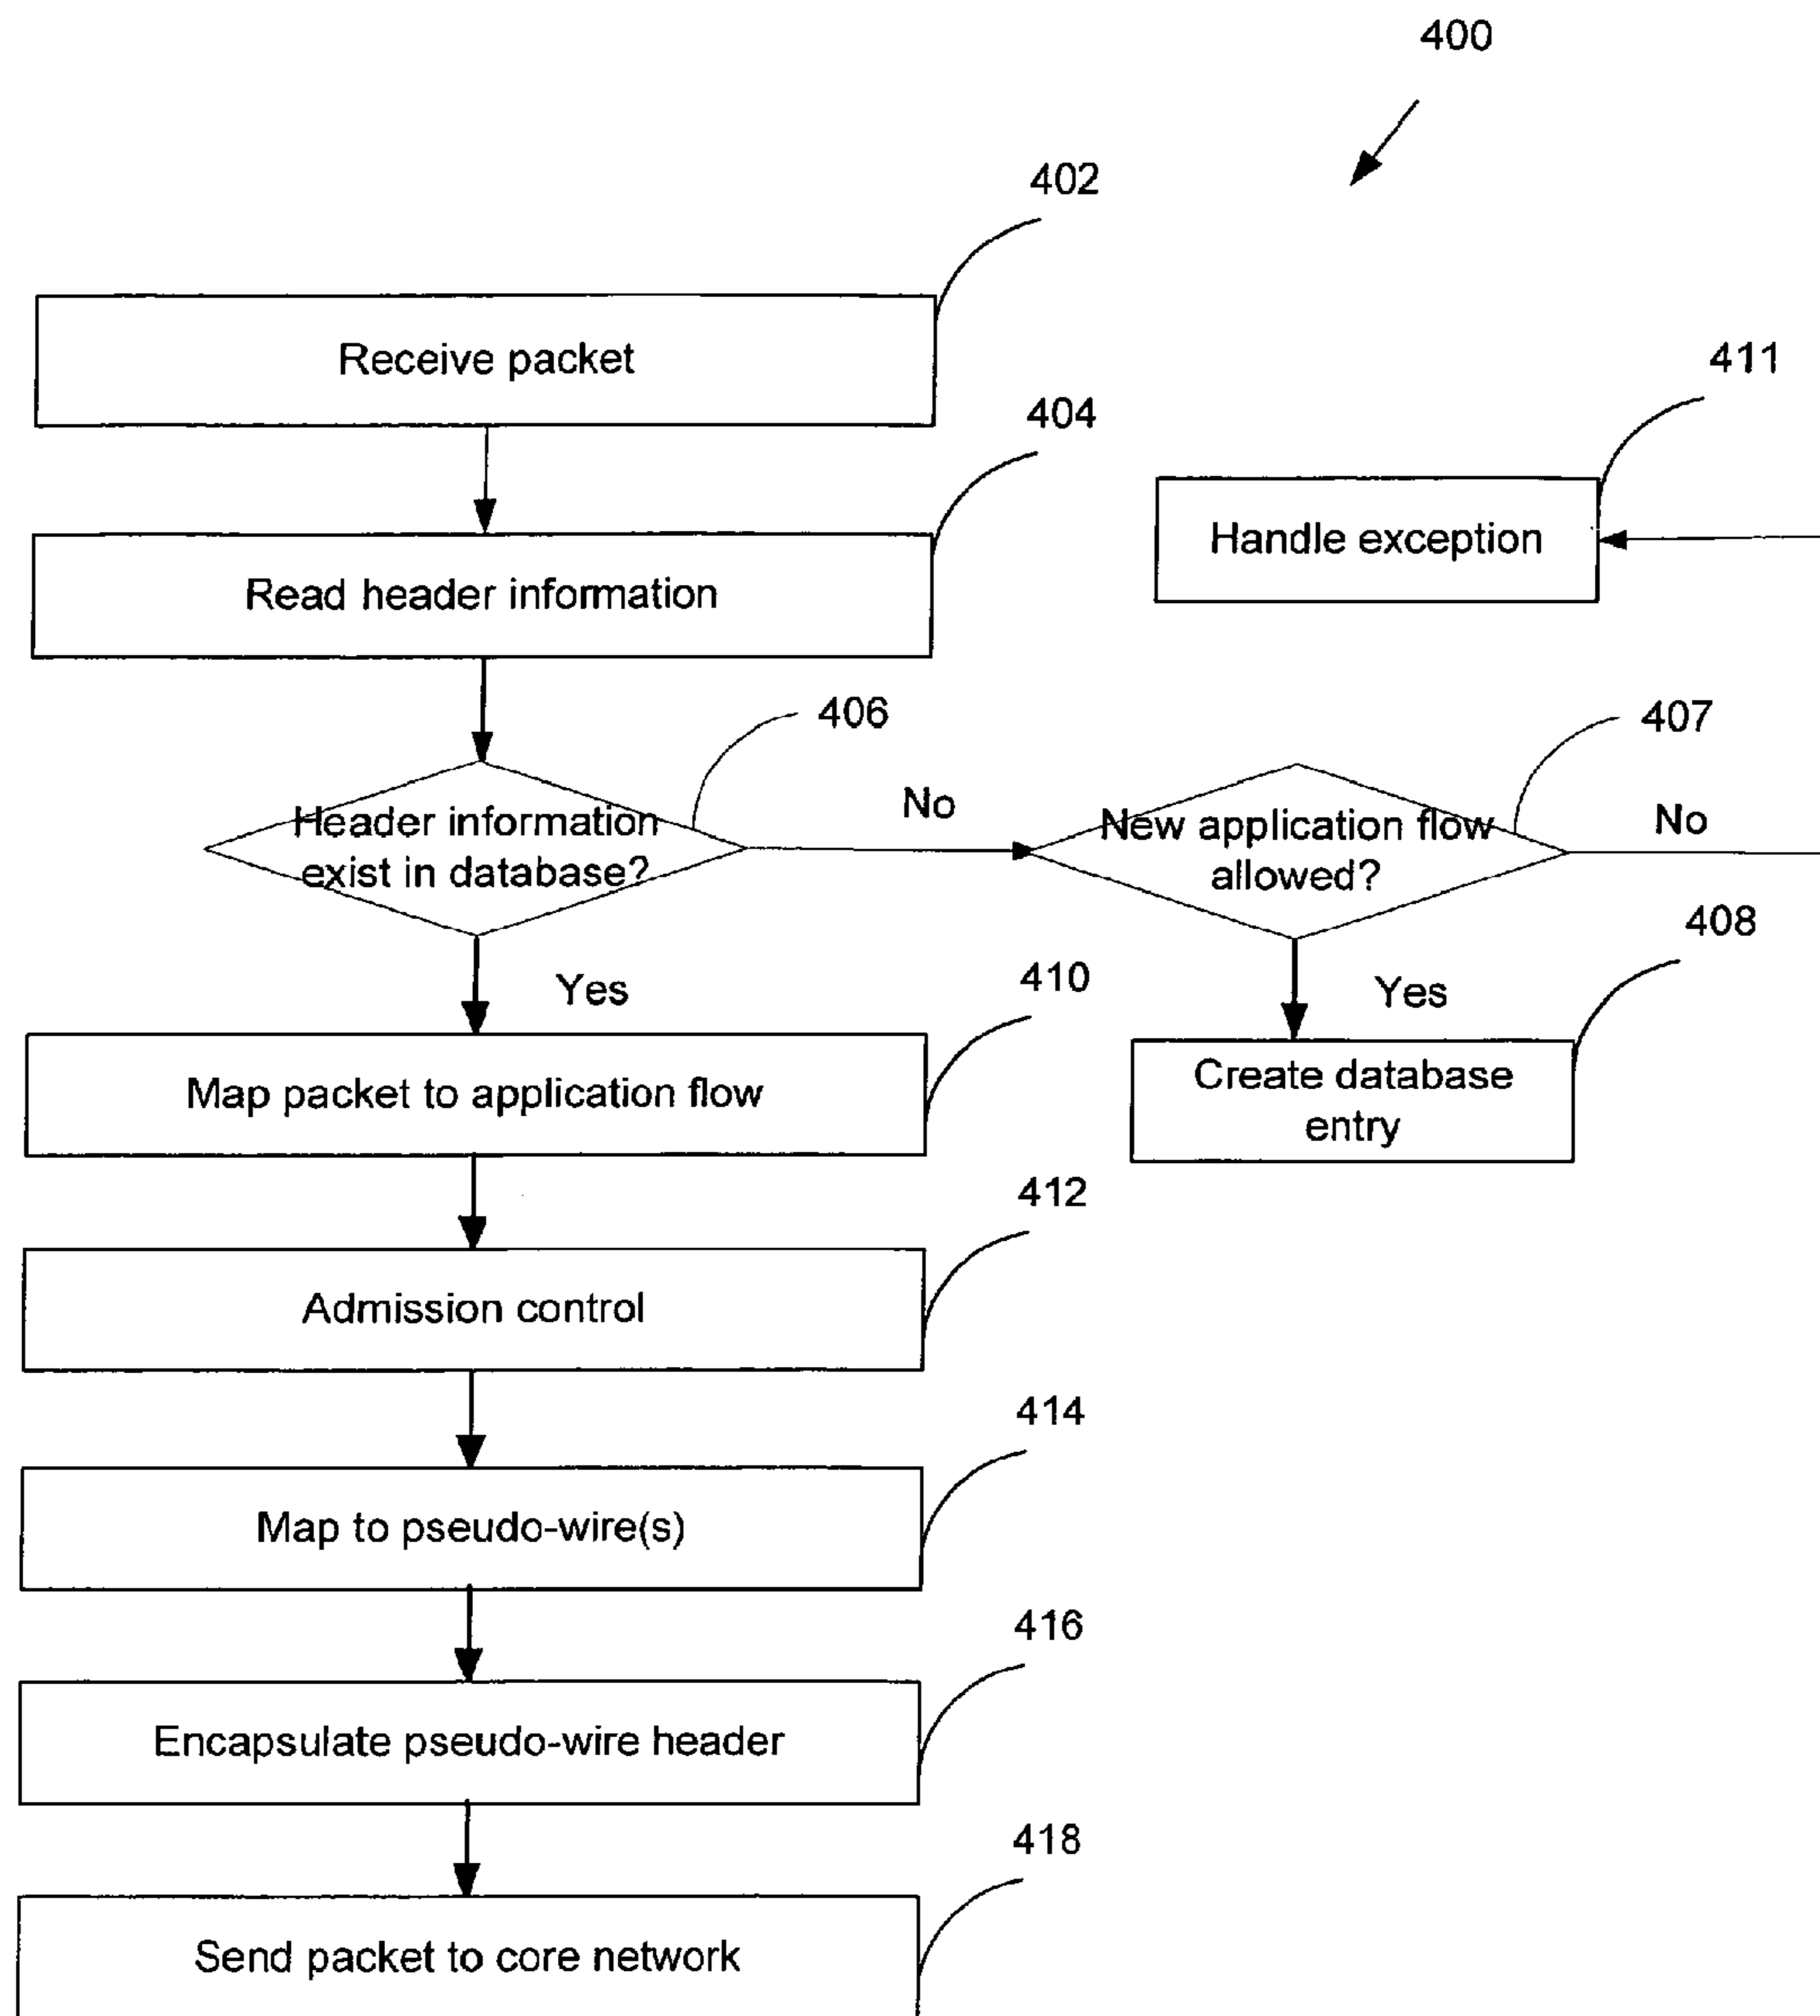 400
402
Receive packet
411
404
Handle exception
Read header information
406
407
Header information
exist in database?
No
New application flow
allowed?
No
408
Yes
410
Yes
Map packet to application flow
Create database
entry
412
Admission control
414
Map to pseudo-wire(s)
416
Encapsulate pseudo-wire header
418
Send packet to core network